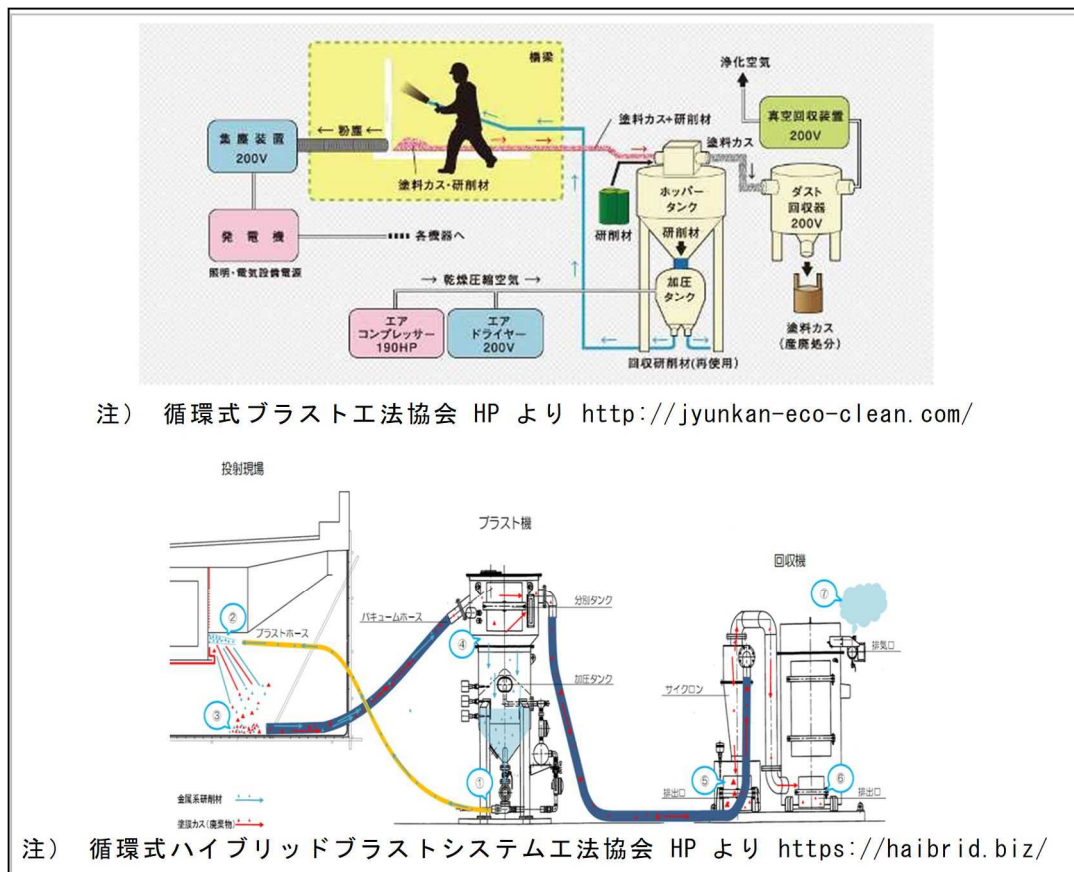 橋梁
浄化空気
真空回収装置
200V
集塵装置
200V
← 粉塵 ←
塗料カス+研削材
塗料カス
塗料カス・研削材
研削材
ホッパー
タンク
研削材
ダスト
回収器
200V
発電機
各機器へ
照明・電気設備電源
→ 乾燥圧縮空気 →
加圧
タンク
エア
コンプレッサー
190HP
エア
ドライヤー
200V
回収研削材(再使用)
塗料カス
(産廃処分)
注) 循環式ブラスト工法協会 HP より http://jyunkan-eco-clean.com/
投射現場
ブラスト機
回収機
⑦
分別タンク
バキュームホース
②
ブラストホース
④
排気口
加圧タンク
サイクロン
③
①
⑤
⑥
排出口
排出口
金属系研削材
塗膜カス(廃棄物)
注) 循環式ハイブリッドブラストシステム工法協会 HP より https://haibrid.biz/